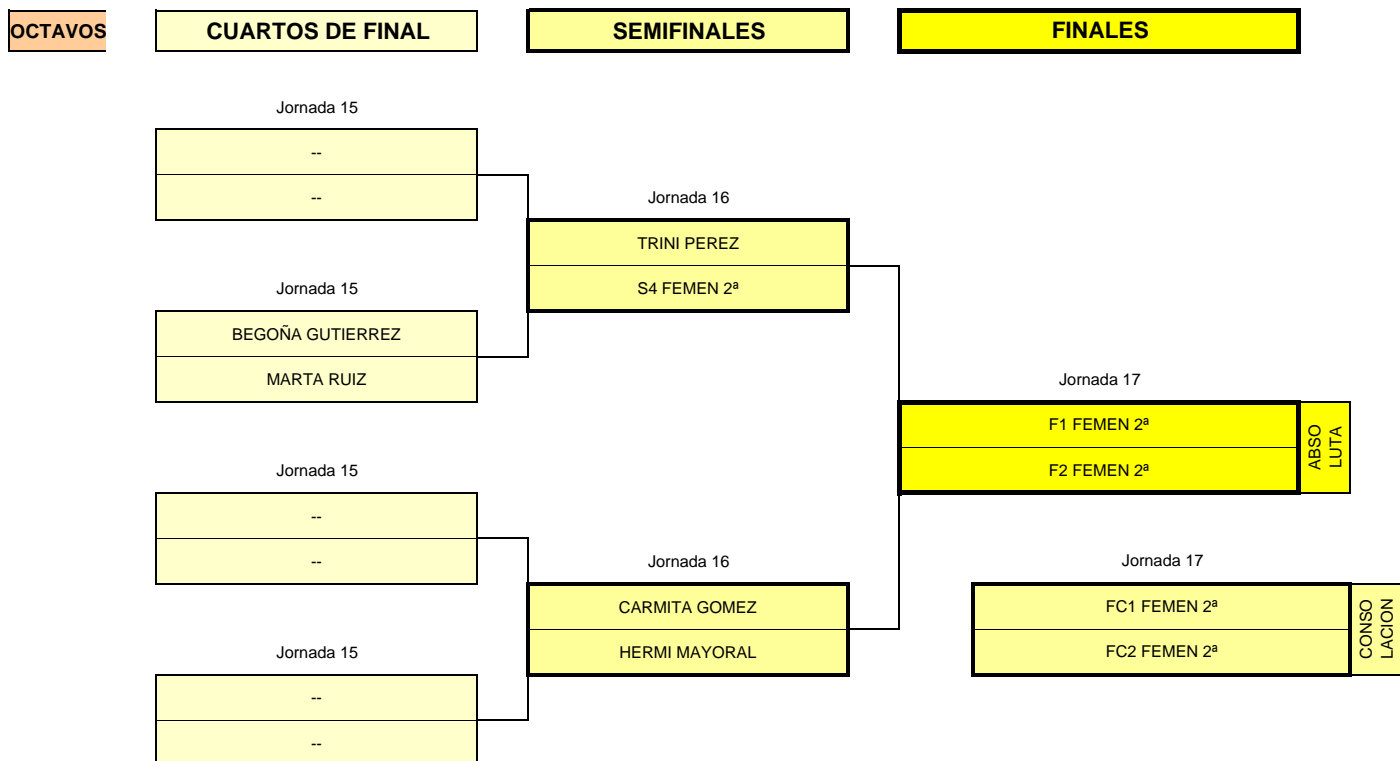 OCTAVOS
CUARTOS DE FINAL
SEMIFINALES
FINALES
Jornada 15
--
--
Jornada 16
TRINI PEREZ
S4 FEMEN 2ª
Jornada 15
BEGOÑA GUTIERREZ
MARTA RUIZ
Jornada 17
F1 FEMEN 2ª
F2 FEMEN 2ª
ABSO
LUTA
Jornada 15
--
--
Jornada 16
CARMITA GOMEZ
HERMI MAYORAL
Jornada 17
FC1 FEMEN 2ª
FC2 FEMEN 2ª
CONSO
LACION
Jornada 15
--
--